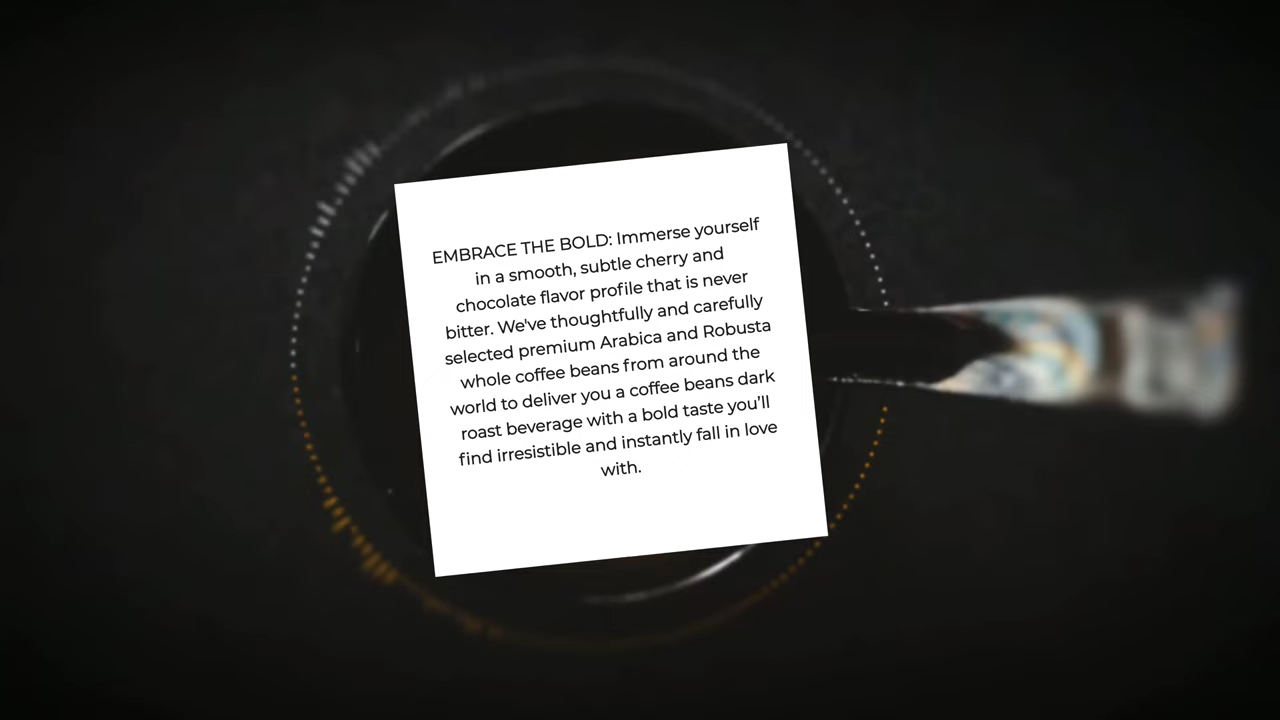 EMBRACE THE BOLD: Immerse yourself
in a smooth, subtle cherry and
chocolate flavor profile that is never
bitter. We've thoughtfully and carefully
selected premium Arabica and Robusta
whole coffee beans from around the
world to deliver you a coffee beans dark
roast beverage with a bold taste you’ll
find irresistible and instantly fall in love
with.